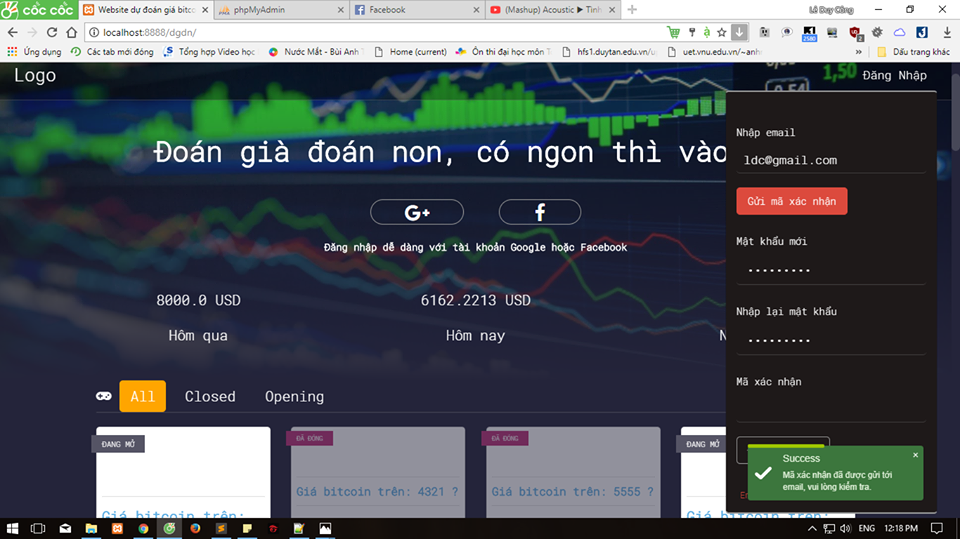 cốc cốc
Website dự đoán giá bitco
phpMyAdmin
Facebook
(Mashup) Acoustic ▶ Tình
Lê Duy Công
localhost:8888/dgdn/
Ứng dụng
Các tab mới đóng
Tổng hợp Video học
Nước Mắt - Bùi Anh
Home (current)
Ôn thi đại học môn T
hfs1.duytan.edu.vn/u
uet.vnu.edu.vn/~anh
»
Dấu trang khác
Logo
1,50
0.54
Đăng Nhập
Đoán già đoán non, có ngon thì vào
G+
f
Đăng nhập dễ dàng với tài khoản Google hoặc Facebook
8000.0 USD
6162.2213 USD
Hôm qua
Hôm nay
N
All
Closed
Opening
ĐANG MỞ
ĐÃ ĐÓNG
ĐÃ ĐÓNG
ĐANG MỞ
Giá bitcoin trên:
Giá bitcoin trên: 4321 ?
Giá bitcoin trên: 5555 ?
Giá bitcoin trên:
Nhập email
ldc@gmail.com
Gửi mã xác nhận
Mật khẩu mới
Nhập lại mật khẩu
Mã xác nhận
Success
Mã xác nhận đã được gửi tới
email, vui lòng kiểm tra.
ENG
12:18 PM